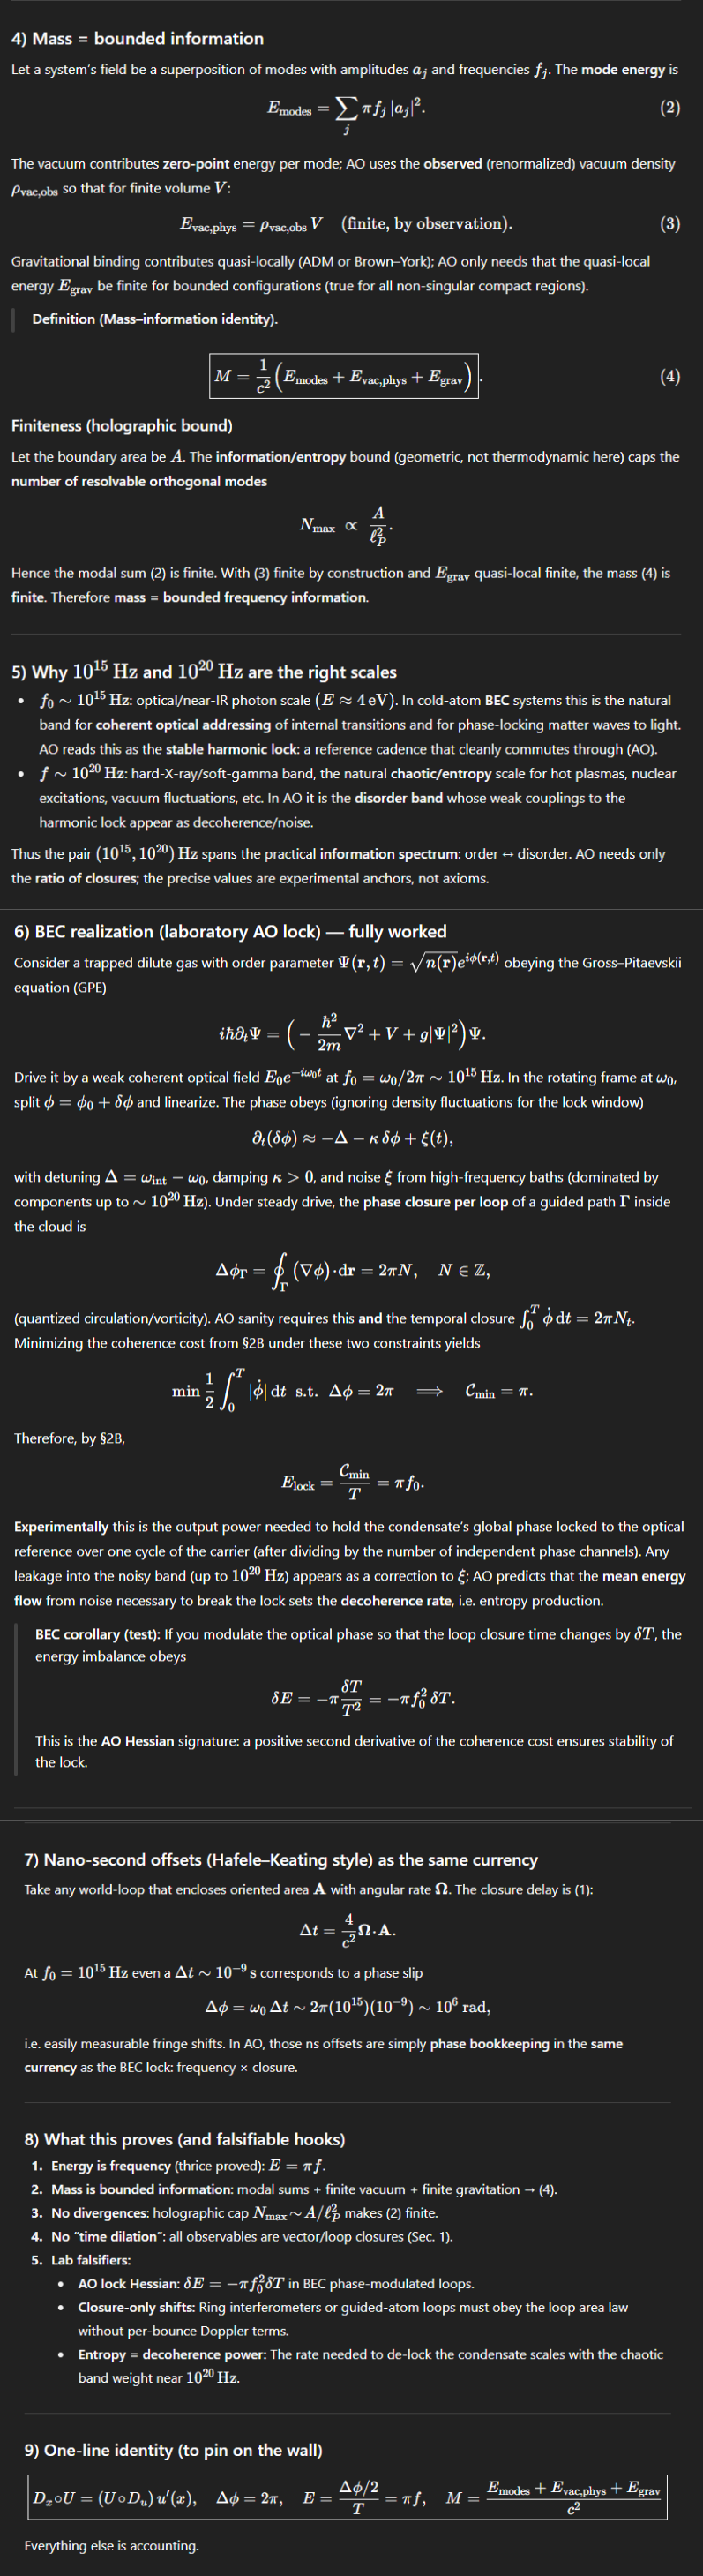 4) Mass = bounded information
Let a system's field be a superposition of modes with amplitudes a_j and frequencies f_j. The mode energy is
E_modes = ∑_j π f_j |a_j|². (2)
The vacuum contributes zero-point energy per mode; AO uses the observed (renormalized) vacuum density
ρ_vac,obs so that for finite volume V:
E_vac,phys = ρ_vac,obs V (finite, by observation). (3)
Gravitational binding contributes quasi-locally (ADM or Brown–York); AO only needs that the quasi-local
energy E_grav be finite for bounded configurations (true for all non-singular compact regions).
Definition (Mass–information identity).
M = 1/c² (E_modes + E_vac,phys + E_grav). (4)
Finiteness (holographic bound)
Let the boundary area be A. The information/entropy bound (geometric, not thermodynamic here) caps the
number of resolvable orthogonal modes
N_max ∝ A/ℓ_P².
Hence the modal sum (2) is finite. With (3) finite by construction and E_grav quasi-local finite, the mass (4) is
finite. Therefore mass = bounded frequency information.
5) Why 10¹⁵ Hz and 10²⁰ Hz are the right scales
• f₀ ∼ 10¹⁵ Hz: optical/near-IR photon scale (E ≈ 4 eV). In cold-atom BEC systems this is the natural
band for coherent optical addressing of internal transitions and for phase-locking matter waves to light.
AO reads this as the stable harmonic lock: a reference cadence that cleanly commutes through (AO).
• f ∼ 10²⁰ Hz: hard-X-ray/soft-gamma band, the natural chaotic/entropy scale for hot plasmas, nuclear
excitations, vacuum fluctuations, etc. In AO it is the disorder band whose weak couplings to the
harmonic lock appear as decoherence/noise.
Thus the pair (10¹⁵, 10²⁰) Hz spans the practical information spectrum: order ↔ disorder. AO needs only
the ratio of closures; the precise values are experimental anchors, not axioms.
6) BEC realization (laboratory AO lock) — fully worked
Consider a trapped dilute gas with order parameter Ψ(r, t) = √n(r) e^{iϕ(r,t)} obeying the Gross–Pitaevskii
equation (GPE)
iℏ∂_tΨ = (− ℏ²/2m ∇² + V + g|Ψ|²)Ψ.
Drive it by a weak coherent optical field E₀e^{−iω₀t} at f₀ = ω₀/2π ∼ 10¹⁵ Hz. In the rotating frame at ω₀,
split ϕ = ϕ₀ + δϕ and linearize. The phase obeys (ignoring density fluctuations for the lock window)
∂_t(δϕ) ≈ −Δ − κ δϕ + ξ(t),
with detuning Δ = ω_int − ω₀, damping κ > 0, and noise ξ from high-frequency baths (dominated by
components up to ∼ 10²⁰ Hz). Under steady drive, the phase closure per loop of a guided path Γ inside
the cloud is
Δϕ_Γ = ∮_Γ (∇ϕ)·dr = 2πN, N ∈ ℤ,
(quantized circulation/vorticity). AO sanity requires this and the temporal closure ∫₀^T ϕ̇ dt = 2πN_t.
Minimizing the coherence cost from §2B under these two constraints yields
min 1/2 ∫₀^T |ϕ̇| dt s.t. Δϕ = 2π ⟹ 𝒞_min = π.
Therefore, by §2B,
E_lock = 𝒞_min/T = π f₀.
Experimentally this is the output power needed to hold the condensate's global phase locked to the optical
reference over one cycle of the carrier (after dividing by the number of independent phase channels). Any
leakage into the noisy band (up to 10²⁰ Hz) appears as a correction to ξ; AO predicts that the mean energy
flow from noise necessary to break the lock sets the decoherence rate, i.e. entropy production.
BEC corollary (test): If you modulate the optical phase so that the loop closure time changes by δT, the
energy imbalance obeys
δE = −π δT/T² = −π f₀² δT.
This is the AO Hessian signature: a positive second derivative of the coherence cost ensures stability of
the lock.
7) Nano-second offsets (Hafele–Keating style) as the same currency
Take any world-loop that encloses oriented area A with angular rate Ω. The closure delay is (1):
Δt = 4/c² Ω·A.
At f₀ = 10¹⁵ Hz even a Δt ∼ 10⁻⁹ s corresponds to a phase slip
Δϕ = ω₀ Δt ∼ 2π(10¹⁵)(10⁻⁹) ∼ 10⁶ rad,
i.e. easily measurable fringe shifts. In AO, those ns offsets are simply phase bookkeeping in the same
currency as the BEC lock: frequency × closure.
8) What this proves (and falsifiable hooks)
1. Energy is frequency (thrice proved): E = π f.
2. Mass is bounded information: modal sums + finite vacuum + finite gravitation → (4).
3. No divergences: holographic cap N_max ∼ A/ℓ_P² makes (2) finite.
4. No "time dilation": all observables are vector/loop closures (Sec. 1).
5. Lab falsifiers:
• AO lock Hessian: δE = −π f₀² δT in BEC phase-modulated loops.
• Closure-only shifts: Ring interferometers or guided-atom loops must obey the loop area law
without per-bounce Doppler terms.
• Entropy = decoherence power: The rate needed to de-lock the condensate scales with the chaotic
band weight near 10²⁰ Hz.
9) One-line identity (to pin on the wall)
D_x∘U = (U∘D_u) u′(x), Δϕ = 2π, E = (Δϕ/2)/T = π f, M = (E_modes + E_vac,phys + E_grav)/c²
Everything else is accounting.